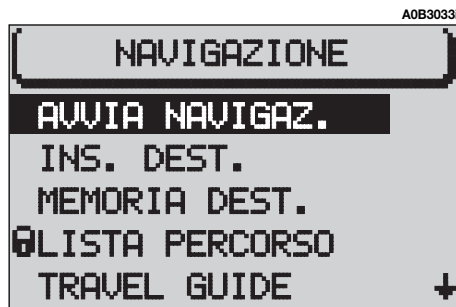 A0B3033i
NAVIGAZIONE
AVVIA NAVIGAZ.
INS. DEST.
MEMORIA DEST.
LISTA PERCORSO
TRAVEL GUIDE